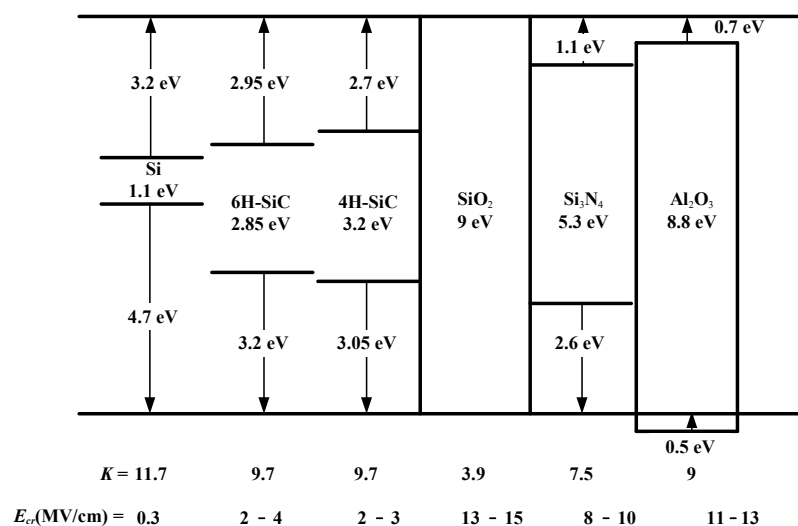 0.7 eV
1.1 eV
3.2 eV 2.95 eV 2.7 eV
Si
1.1 eV
6H-SiC 4H-SiC SiO₂ Si₃N₄ Al₂O₃
2.85 eV 3.2 eV 9 eV 5.3 eV 8.8 eV
4.7 eV
3.2 eV 3.05 eV 2.6 eV
0.5 eV
K = 11.7 9.7 9.7 3.9 7.5 9
E_cr(MV/cm) = 0.3 2 - 4 2 - 3 13 - 15 8 - 10 11 - 13